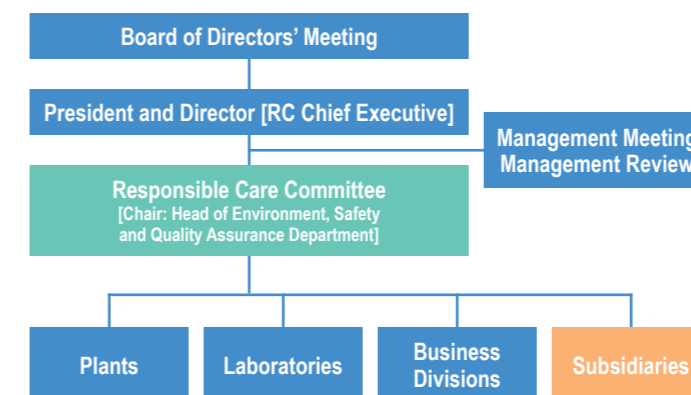 Board of Directors' Meeting
President and Director [RC Chief Executive]
Management Meeting
Management Review
Responsible Care Committee
[Chair: Head of Environment, Safety
and Quality Assurance Department]
Plants
Laboratories
Business
Divisions
Subsidiaries